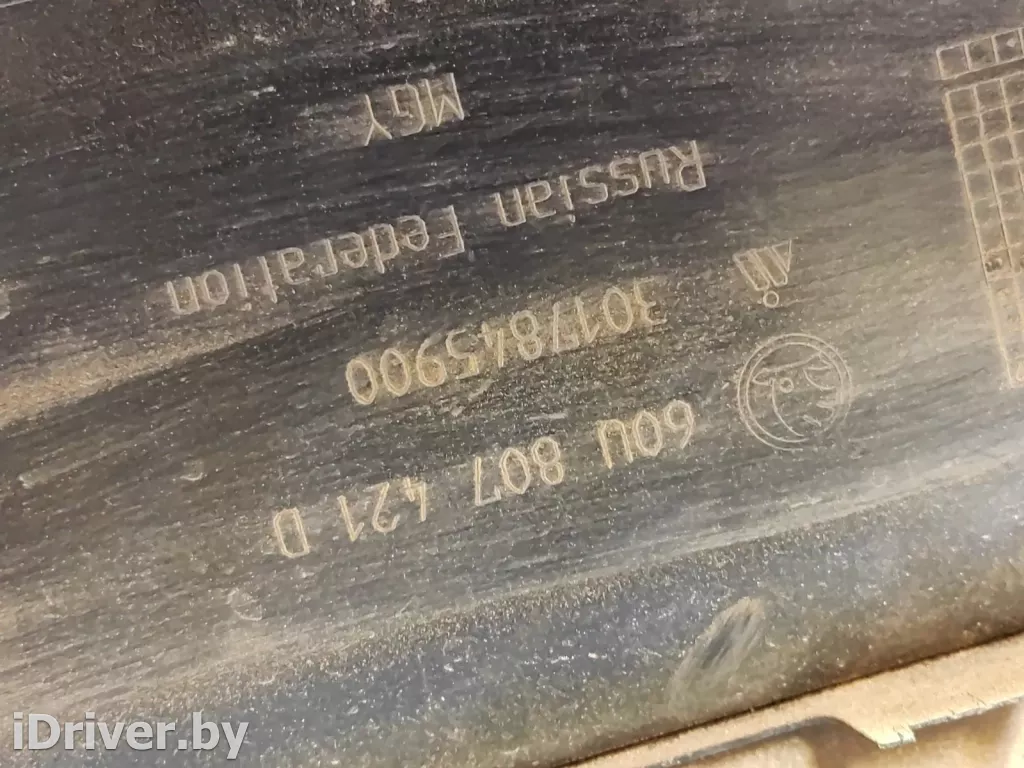 60U 807 421 D
3017845900
Russian Federation
MGY
iDriver.by